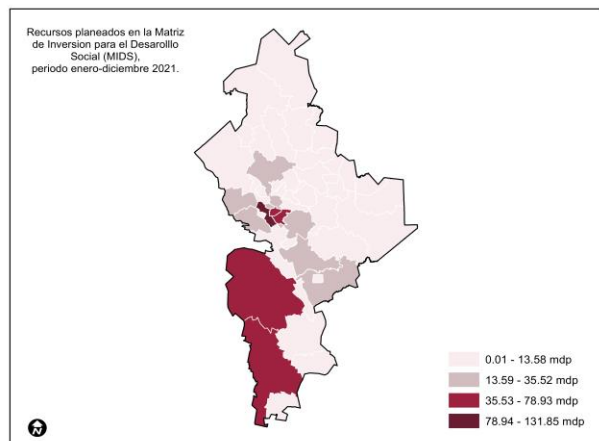 Recursos planeados en la Matriz
de Inversion para el Desarolllo
Social (MIDS),
periodo enero-diciembre 2021.
0.01 - 13.58 mdp
13.59 - 35.52 mdp
35.53 - 78.93 mdp
78.94 - 131.85 mdp